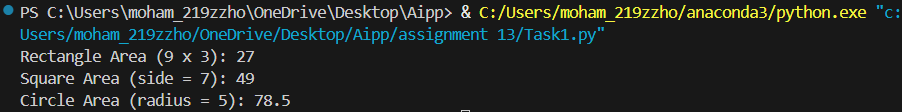 PS C:\Users\moham_219zzho\OneDrive\Desktop\Aipp> & C:/Users/moham_219zzho/anaconda3/python.exe "c:
Users/moham_219zzho/OneDrive/Desktop/Aipp/assignment 13/Task1.py"
Rectangle Area (9 x 3): 27
Square Area (side = 7): 49
Circle Area (radius = 5): 78.5